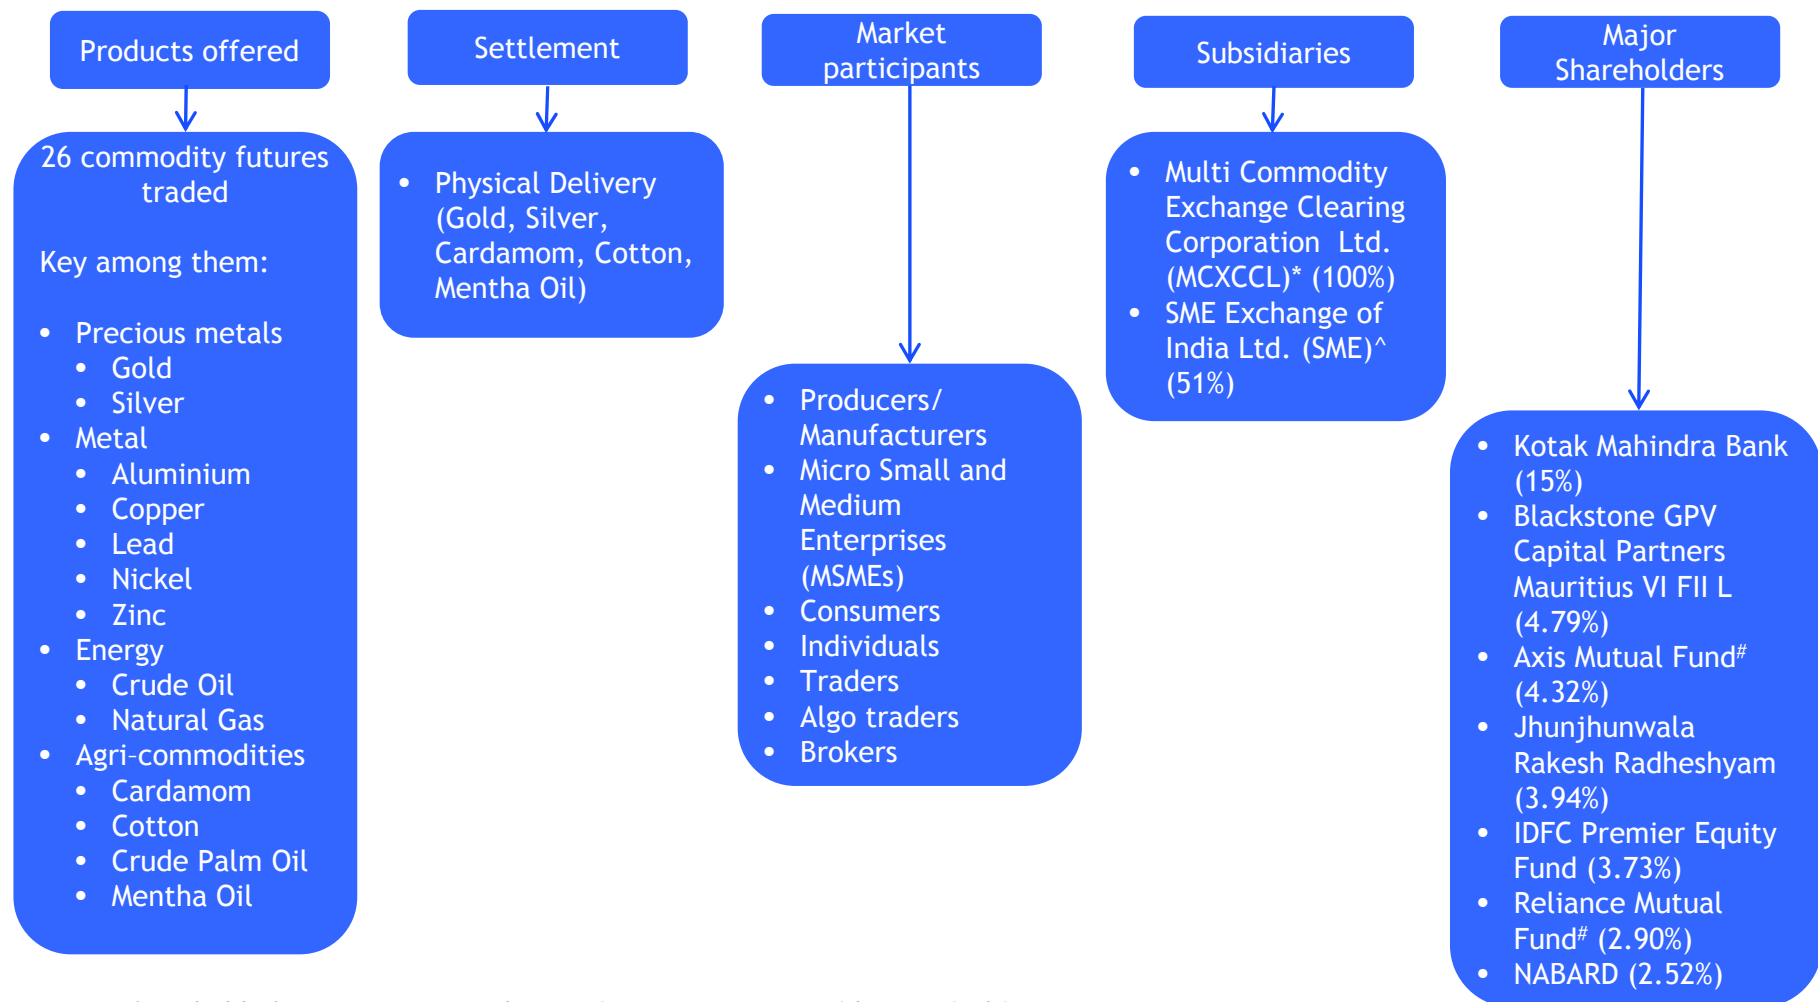 Products offered
26 commodity futures
traded
Key among them:
• Precious metals
• Gold
• Silver
• Metal
• Aluminium
• Copper
• Lead
• Nickel
• Zinc
• Energy
• Crude Oil
• Natural Gas
• Agri-commodities
• Cardamom
• Cotton
• Crude Palm Oil
• Mentha Oil
Settlement
• Physical Delivery
(Gold, Silver,
Cardamom, Cotton,
Mentha Oil)
Market
participants
• Producers/
Manufacturers
• Micro Small and
Medium
Enterprises
(MSMEs)
• Consumers
• Individuals
• Traders
• Algo traders
• Brokers
Subsidiaries
• Multi Commodity
Exchange Clearing
Corporation Ltd.
(MCXCCL)* (100%)
• SME Exchange of
India Ltd. (SME)^
(51%)
Major
Shareholders
• Kotak Mahindra Bank
(15%)
• Blackstone GPV
Capital Partners
Mauritius VI FII L
(4.79%)
• Axis Mutual Fund#
(4.32%)
• Jhunjhunwala
Rakesh Radheshyam
(3.94%)
• IDFC Premier Equity
Fund (3.73%)
• Reliance Mutual
Fund# (2.90%)
• NABARD (2.52%)